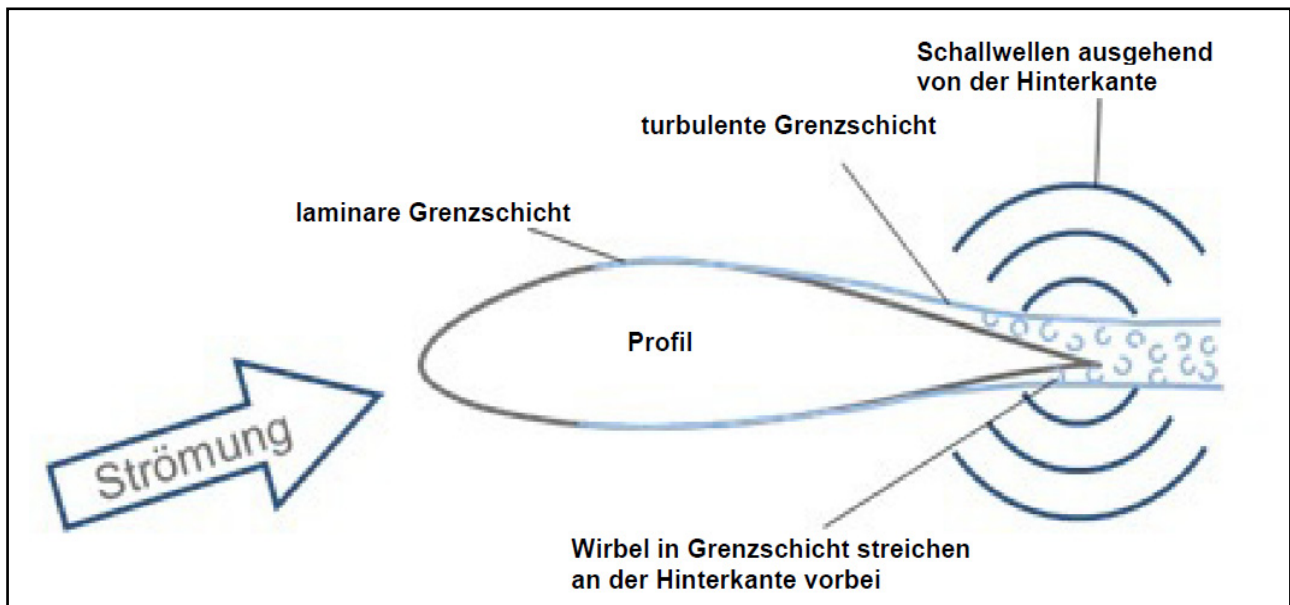 Schallwellen ausgehend
von der Hinterkante
turbulente Grenzschicht
laminare Grenzschicht
Profil
Strömung
Wirbel in Grenzschicht streichen
an der Hinterkante vorbei